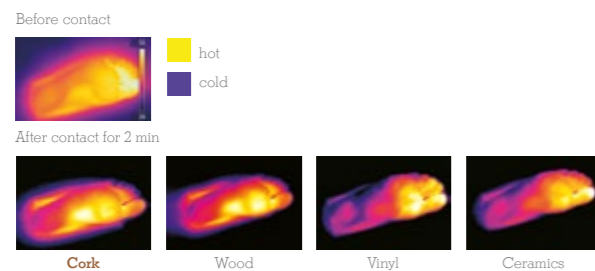 Before contact
hot
cold
After contact for 2 min
Cork
Wood
Vinyl
Ceramics